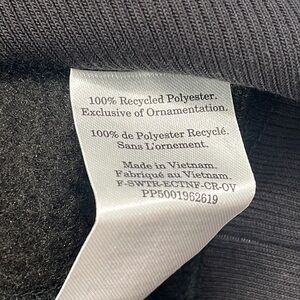 100% Recycled Polyester.
Exclusive of Ornamentation.
100% de Polyester Recyclé.
Sans L'ornement.
Made in Vietnam.
Fabriqué au Vietnam.
F-SWTR-ECTNF-CR-OV
PP5001962619